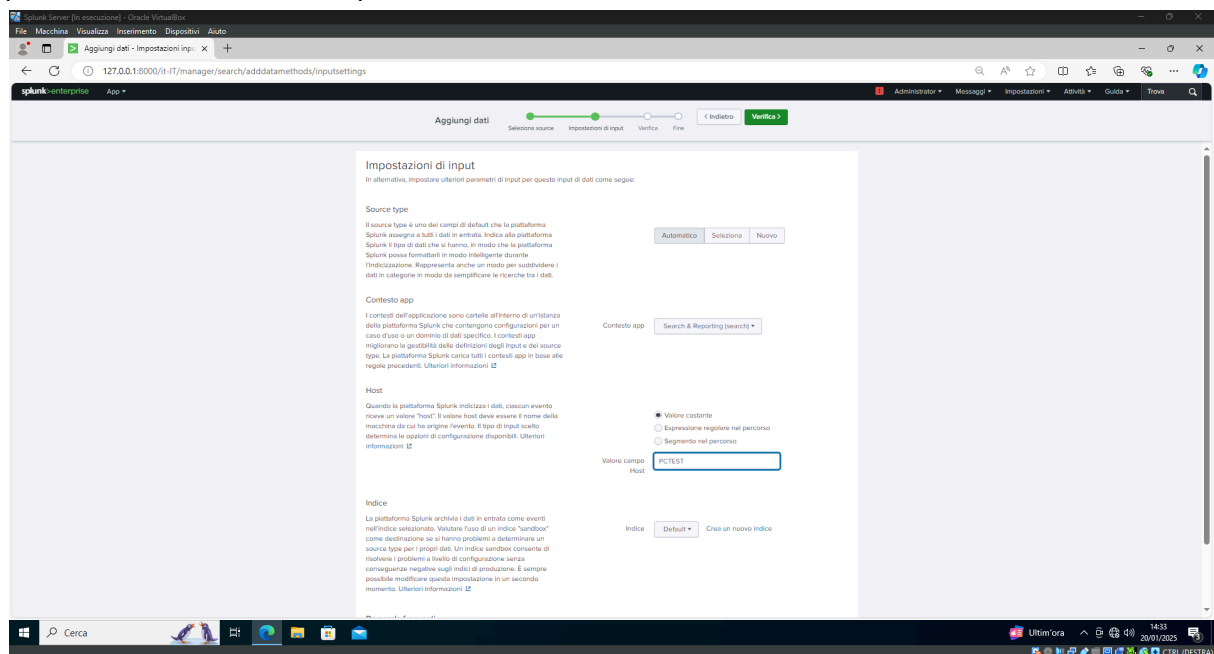 Splunk Server [In esecuzione] - Oracle VirtualBox
File Macchina Visualizza Inserimento Dispositivi Aiuto
Aggiungi dati - Impostazioni inpu
127.0.0.1:8000/it-IT/manager/search/adddatamethods/inputsettings
splunk>enterprise App
Administrator Messaggi Impostazioni Attività Guida Trova
Aggiungi dati
Seleziona source Impostazioni di input Verifica Fine
< Indietro Verifica >
Impostazioni di input
In alternativa, impostare ulteriori parametri di input per questo input di dati come segue:
Source type
Il source type è uno dei campi di default che la piattaforma
Splunk assegna a tutti i dati in entrata. Indica alla piattaforma
Splunk il tipo di dati che si hanno, in modo che la piattaforma
Splunk possa formattarli in modo intelligente durante
l'indicizzazione. Rappresenta anche un modo per suddividere i
dati in categorie in modo da semplificare le ricerche tra i dati.
Automatico Seleziona Nuovo
Contesto app
I contesti dell'applicazione sono cartelle all'interno di un'istanza
della piattaforma Splunk che contengono configurazioni per un
caso d'uso o un dominio di dati specifico. I contesti app
migliorano la gestibilità delle definizioni degli input e dei source
type. La piattaforma Splunk carica tutti i contesti app in base alle
regole precedenti. Ulteriori informazioni
Contesto app Search & Reporting (search)
Host
Quando la piattaforma Splunk indicizza i dati, ciascun evento
riceve un valore "host". Il valore host deve essere il nome della
macchina da cui ha origine l'evento. Il tipo di input scelto
determina le opzioni di configurazione disponibili. Ulteriori
informazioni
Valore costante
Espressione regolare nel percorso
Segmento nel percorso
Valore campo Host
PCTEST
Indice
La piattaforma Splunk archivia i dati in entrata come eventi
nell'indice selezionato. Valutare l'uso di un indice "sandbox"
come destinazione se si hanno problemi a determinare un
source type per i propri dati. Un indice sandbox consente di
risolvere i problemi a livello di configurazione senza
conseguenze negative sugli indici di produzione. È sempre
possibile modificare questa impostazione in un secondo
momento. Ulteriori informazioni
Indice Default Crea un nuovo indice
Cerca
Ultim'ora
14:33
20/01/2025
CTRL (DESTRA)